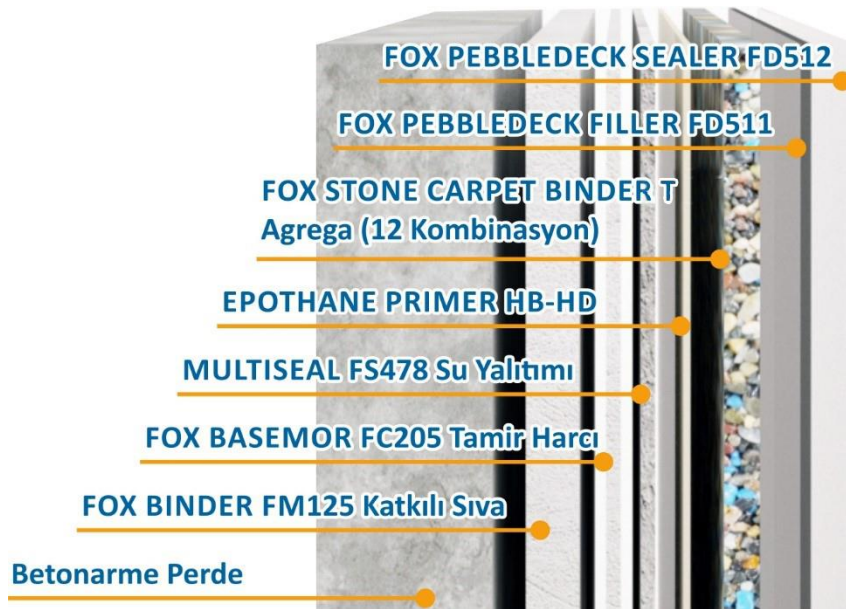 FOX PEBBLEDECK SEALER FD512
FOX PEBBLEDECK FILLER FD511
FOX STONE CARPET BINDER T
Agrega (12 Kombinasyon)
EPOTHANE PRIMER HB-HD
MULTISEAL FS478 Su Yalıtımı
FOX BASEMOR FC205 Tamir Harcı
FOX BINDER FM125 Katkılı Sıva
Betonarme Perde